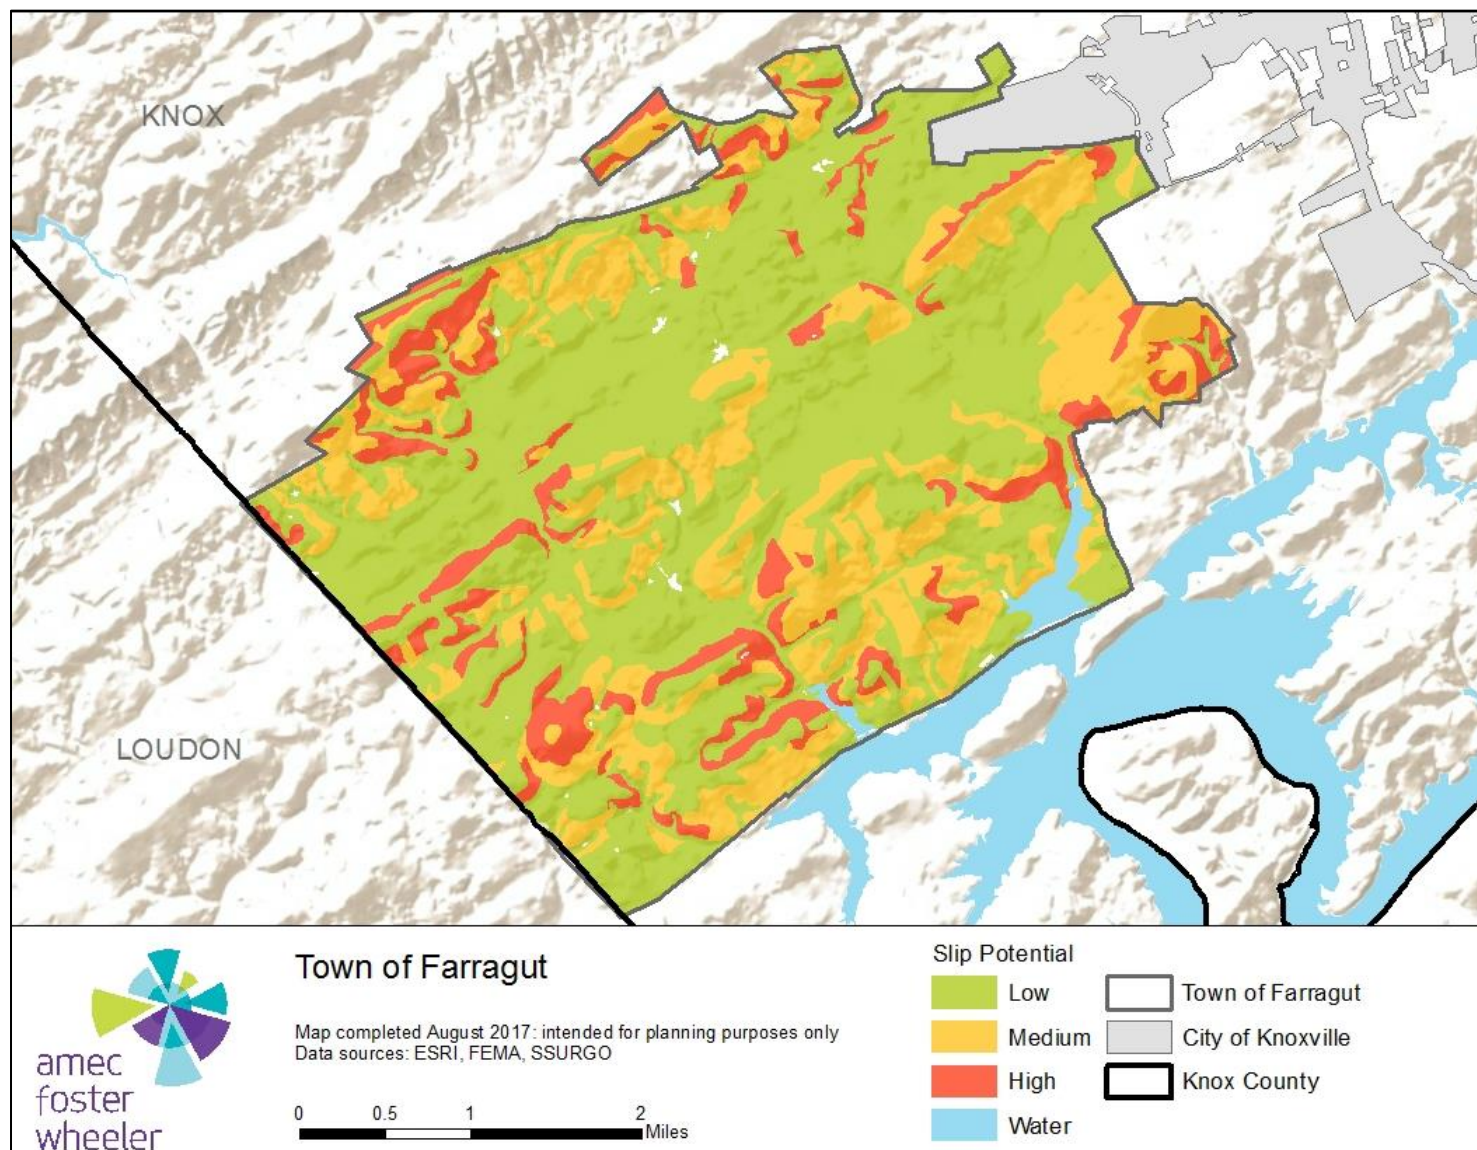 KNOX
LOUDON
amec
foster
wheeler
Town of Farragut
Map completed August 2017: intended for planning purposes only
Data sources: ESRI, FEMA, SSURGO
0 0.5 1 2
Miles
Slip Potential
Low
Medium
High
Water
Town of Farragut
City of Knoxville
Knox County